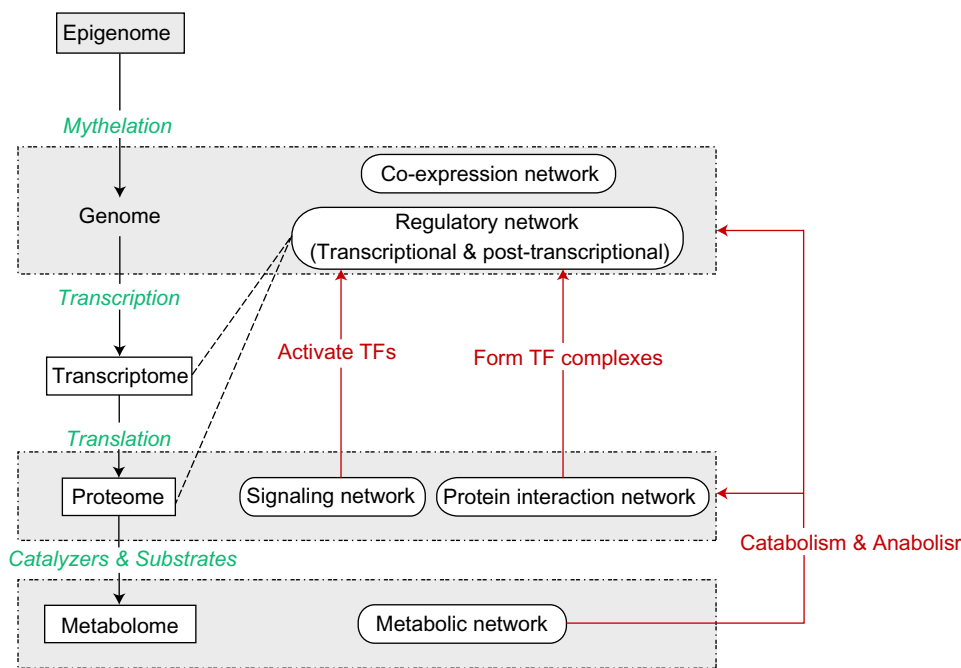 Epigenome
Mythelation
Co-expression network
Genome
Regulatory network
(Transcriptional & post-transcriptional)
Transcription
Activate TFs
Form TF complexes
Transcriptome
Translation
Proteome
Signaling network
Protein interaction network
Catalyzers & Substrates
Catabolism & Anabolisr
Metabolome
Metabolic network